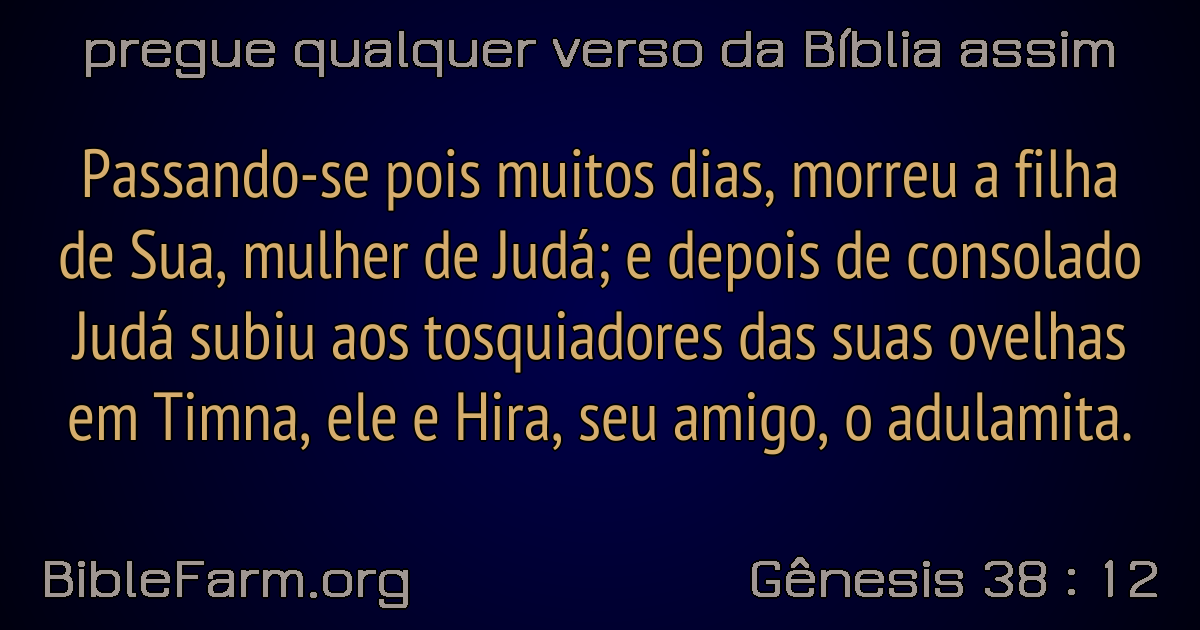 pregue qualquer verso da Bíblia assim
Passando-se pois muitos dias, morreu a filha
de Sua, mulher de Judá; e depois de consolado
Judá subiu aos tosquiadores das suas ovelhas
em Timna, ele e Hira, seu amigo, o adulamita.
BibleFarm.org
Gênesis 38 : 12